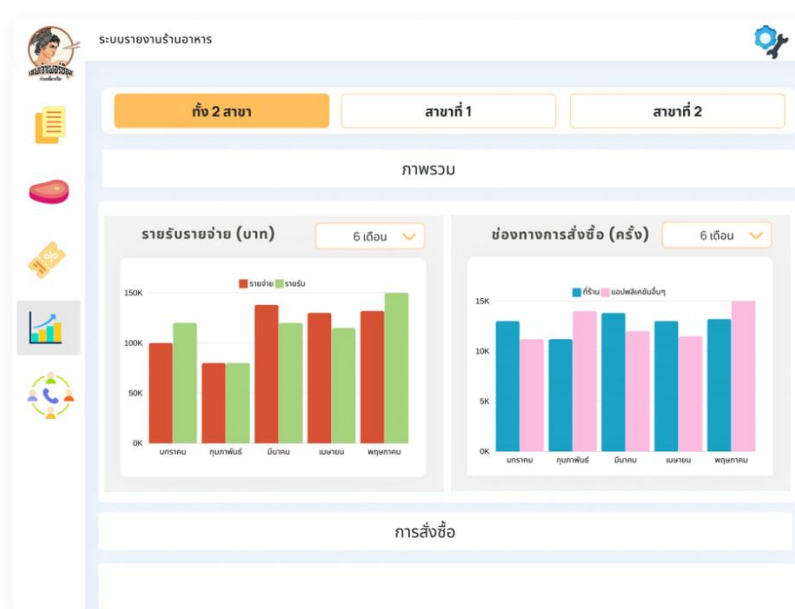 ระบบรายงานร้านอาหาร
ทั้ง 2 สาขา
สาขาที่ 1
สาขาที่ 2
ภาพรวม
รายรับรายจ่าย (บาท)
6 เดือน
รายจ่าย รายรับ
150K
100K
50K
0K
มกราคม กุมภาพันธ์ มีนาคม เมษายน พฤษภาคม
ช่องทางการสั่งซื้อ (ครั้ง)
6 เดือน
ที่ร้าน แอปพลิเคชันอื่นๆ
15K
10K
5K
0K
มกราคม กุมภาพันธ์ มีนาคม เมษายน พฤษภาคม
การสั่งซื้อ